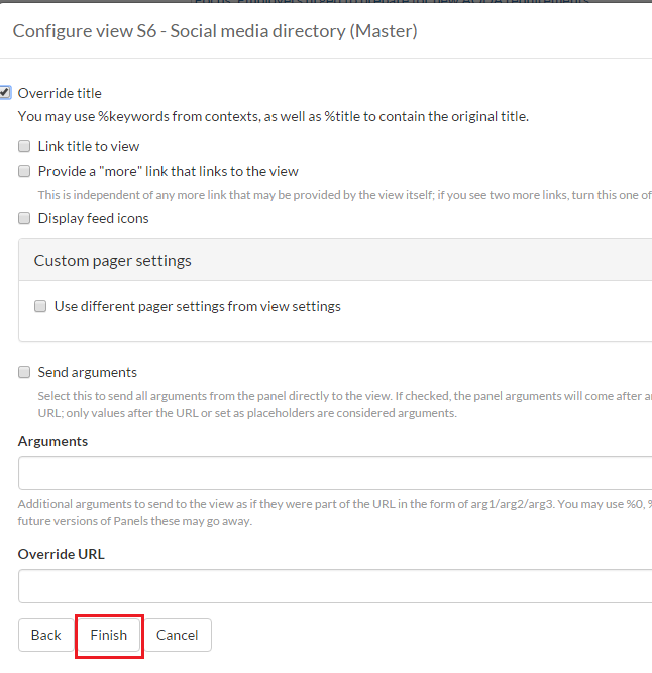 Configure view S6 - Social media directory (Master)
Override title
You may use %keywords from contexts, as well as %title to contain the original title.
Link title to view
Provide a "more" link that links to the view
This is independent of any more link that may be provided by the view itself; if you see two more links, turn this one of
Display feed icons
Custom pager settings
Use different pager settings from view settings
Send arguments
Select this to send all arguments from the panel directly to the view. If checked, the panel arguments will come after a
URL; only values after the URL or set as placeholders are considered arguments.
Arguments
Additional arguments to send to the view as if they were part of the URL in the form of arg1/arg2/arg3. You may use %0, %
future versions of Panels these may go away.
Override URL
Back
Finish
Cancel